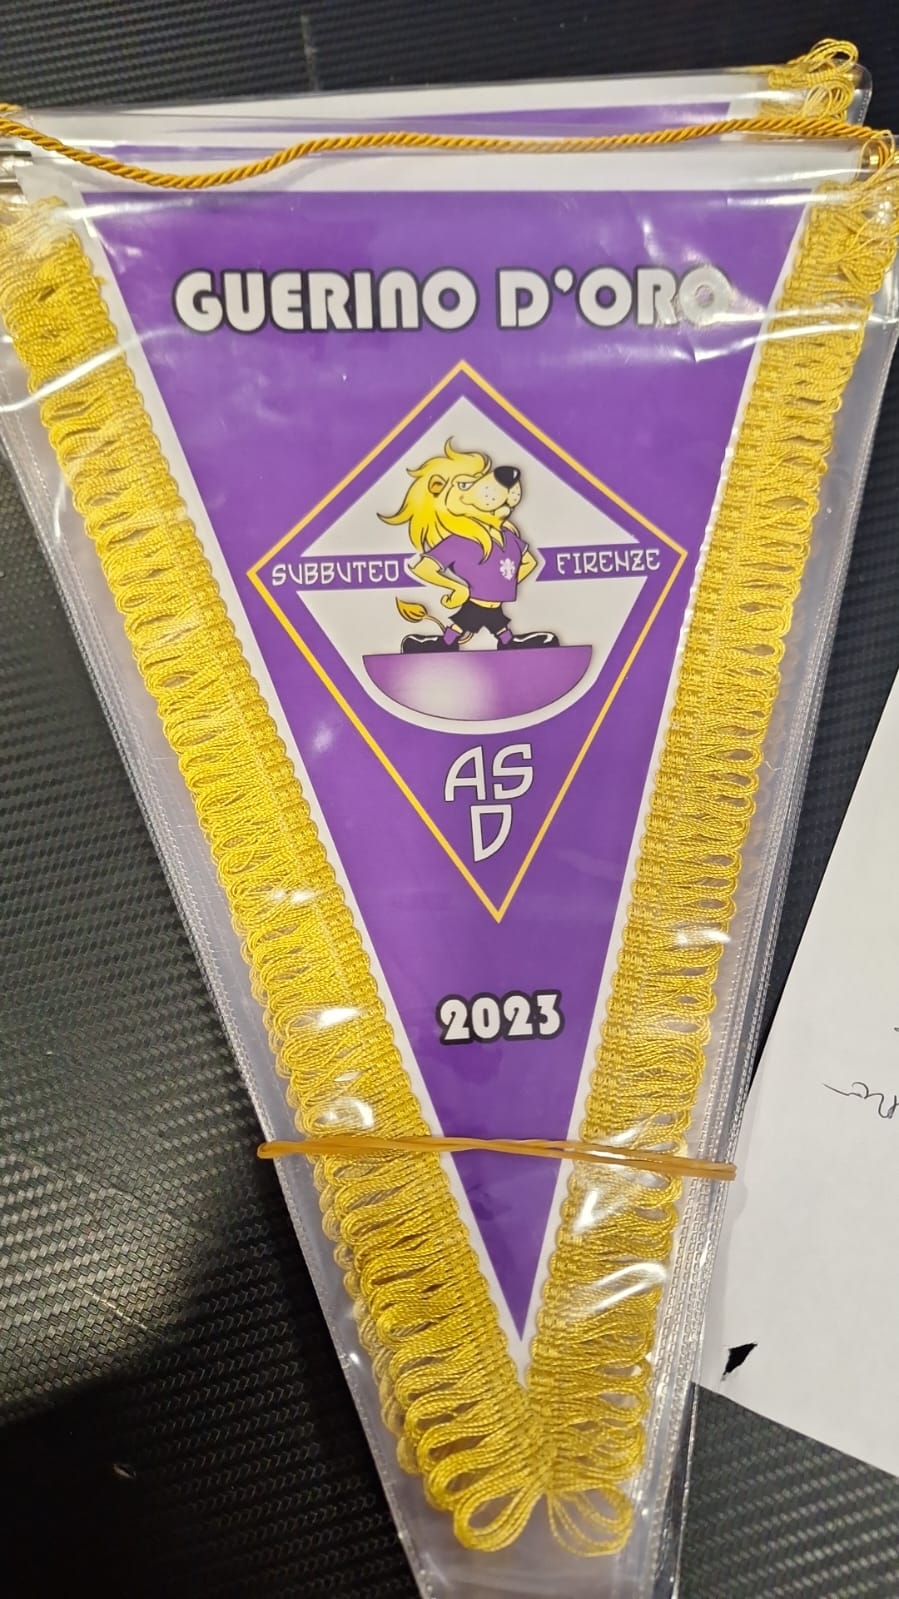 GUERINO D'ORO
SUBBUTEO FIRENZE
AS
D
2023